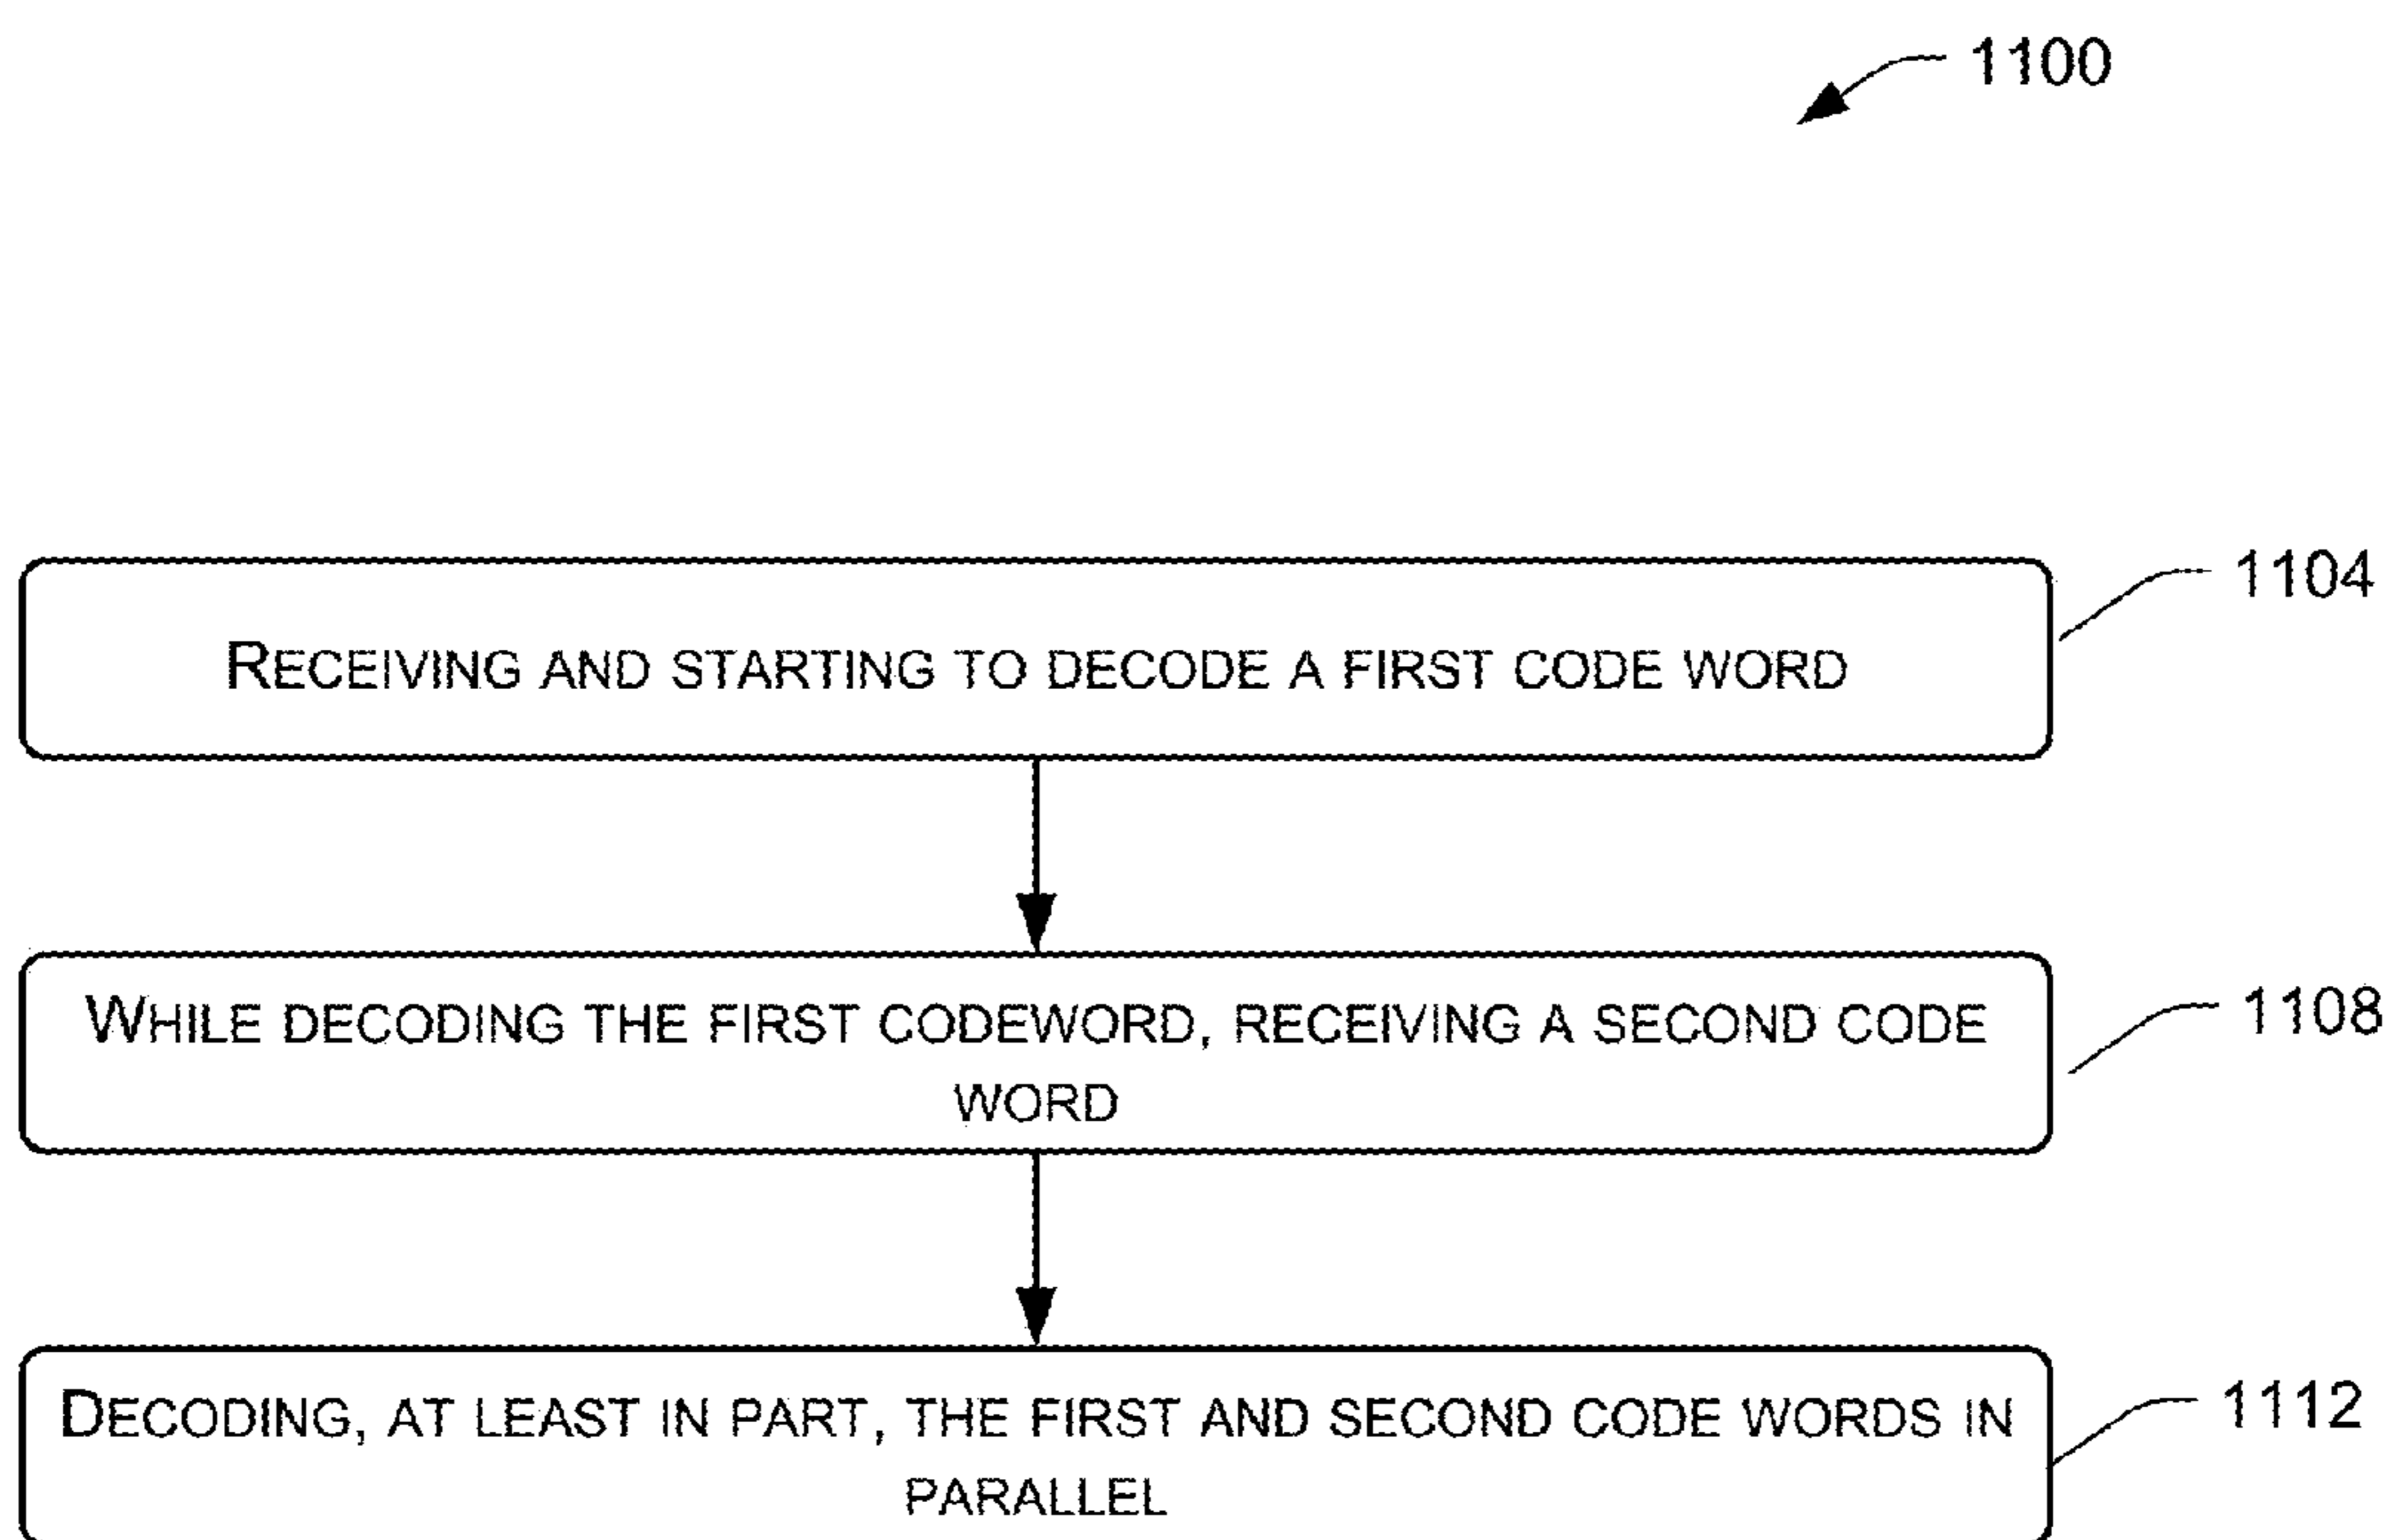 1100
1104
RECEIVING AND STARTING TO DECODE A FIRST CODE WORD
WHILE DECODING THE FIRST CODEWORD, RECEIVING A SECOND CODE
WORD
1108
DECODING, AT LEAST IN PART, THE FIRST AND SECOND CODE WORDS IN
PARALLEL
1112